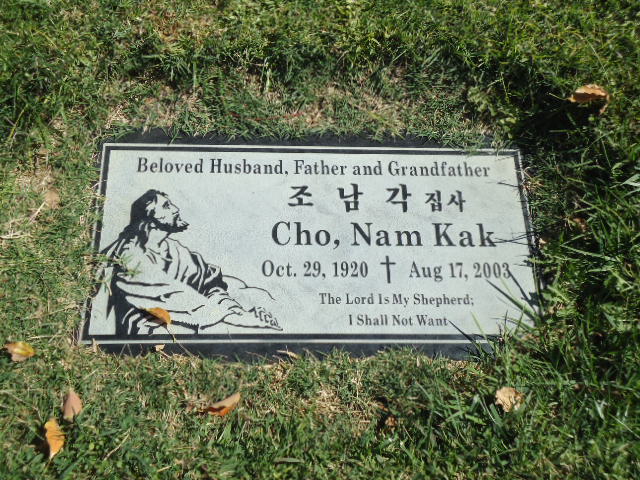 Beloved Husband, Father and Grandfather
조 남 각 집사
Cho, Nam Kak
Oct. 29, 1920 † Aug 17, 2003
The Lord Is My Shepherd;
I Shall Not Want